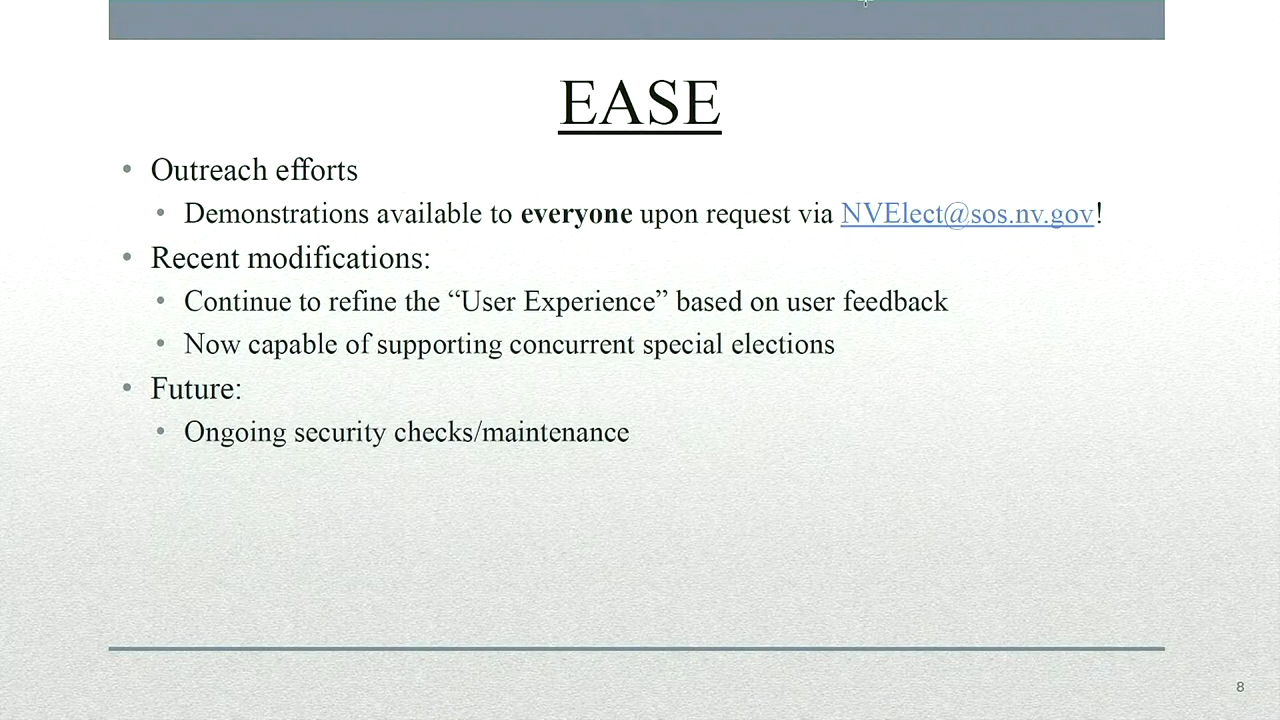 EASE
• Outreach efforts
• Demonstrations available to everyone upon request via NVElect@sos.nv.gov!
• Recent modifications:
• Continue to refine the “User Experience” based on user feedback
• Now capable of supporting concurrent special elections
• Future:
• Ongoing security checks/maintenance
8